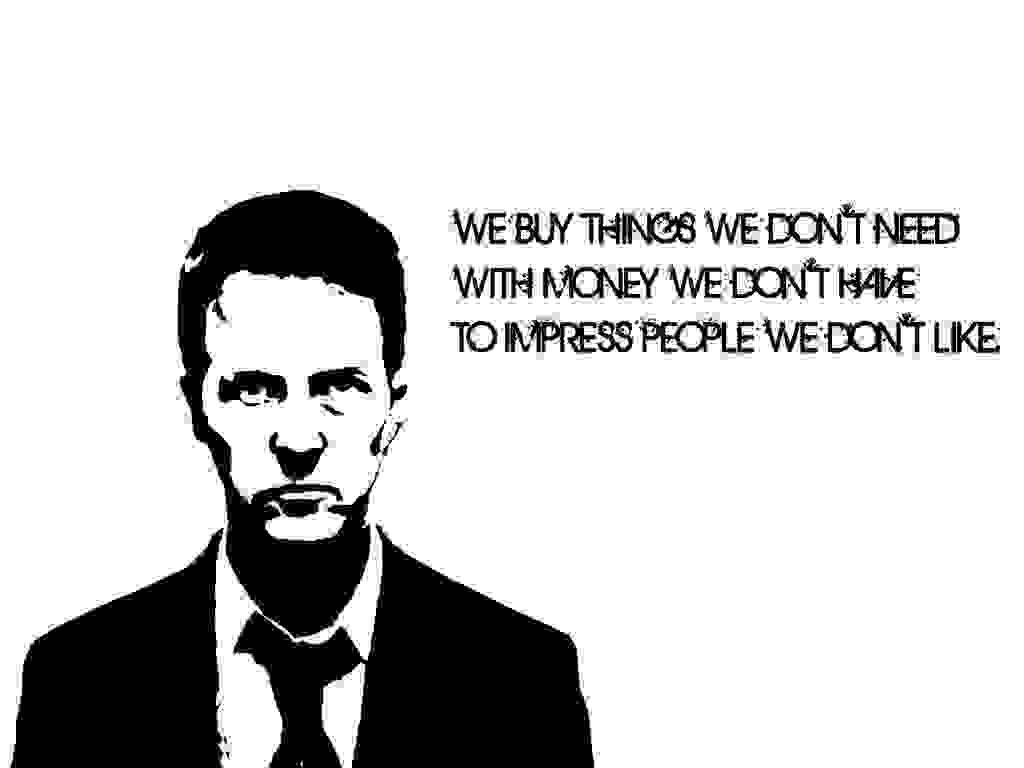 WE BUY THINGS WE DON'T NEED
WITH MONEY WE DON'T HAVE
TO IMPRESS PEOPLE WE DON'T LIKE.